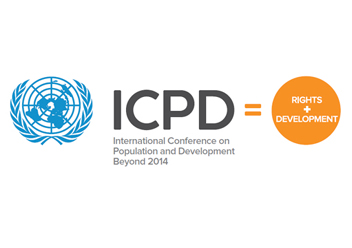 ICPD =
International Conference on
Population and Development
Beyond 2014
RIGHTS
+
DEVELOPMENT